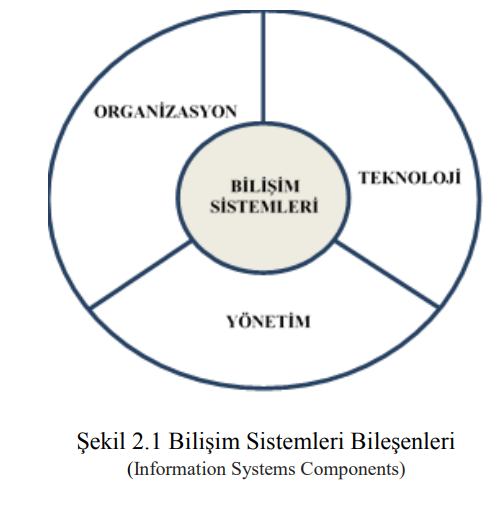 ORGANİZASYON
TEKNOLOJİ
BİLİŞİM
SİSTEMLERİ
YÖNETİM
Şekil 2.1 Bilişim Sistemleri Bileşenleri
(Information Systems Components)